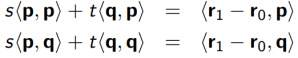 s⟨p, p⟩ + t⟨q, p⟩ = ⟨r₁ − r₀, p⟩
s⟨p, q⟩ + t⟨q, q⟩ = ⟨r₁ − r₀, q⟩